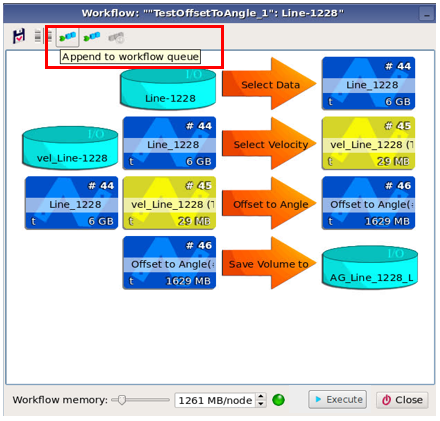 Workflow: ""TestOffsetToAngle_1": Line-1228"
Append to workflow queue
I/O
Line-1228
Select Data
# 44
Line_1228
t 6 GB
I/O
vel_Line-1228
# 44
Line_1228
t 6 GB
Select Velocity
# 45
vel_Line_1228 (T
t 29 MB
# 44
Line_1228
t 6 GB
# 45
vel_Line_1228 (T
t 29 MB
Offset to Angle
# 46
Offset to Angle(
t 1629 MB
# 46
Offset to Angle(
t 1629 MB
Save Volume to
I/O
AG_Line_1228_L
Workflow memory: 1261 MB/node Execute Close